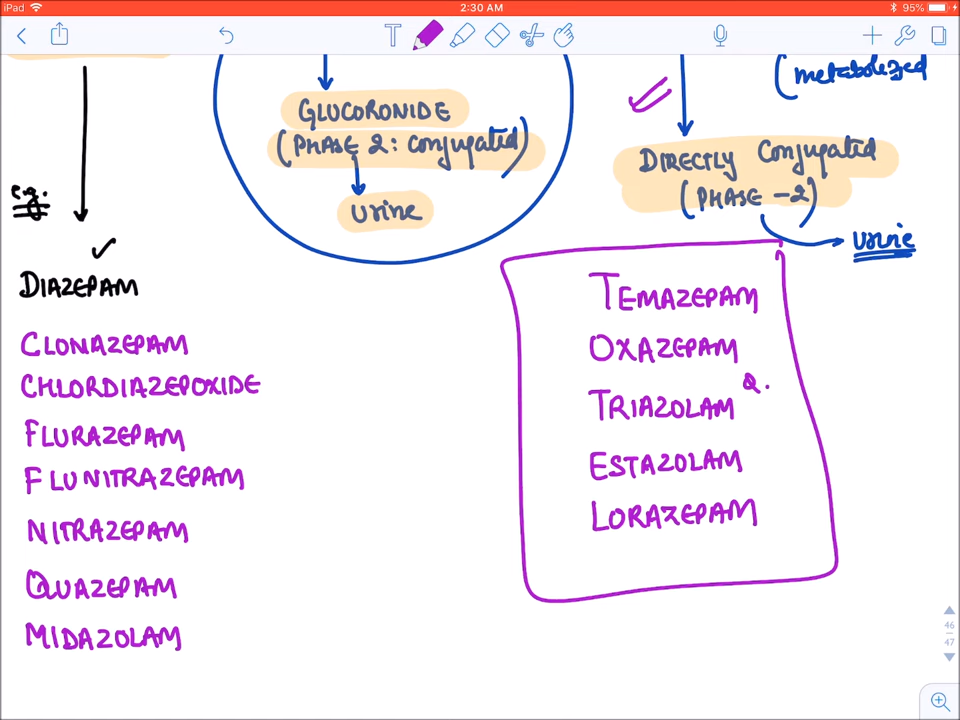 iPad
2:30 AM
95%
T
GLUCORONIDE
(PHASE 2: conjugated)
urine
(metabolized
DIRECTLY Conjugated
(PHASE -2)
urine
e.g.
DIAZEPAM
CLONAZEPAM
CHLORDIAZEPOXIDE
FLURAZEPAM
FLUNITRAZEPAM
NITRAZEPAM
QUAZEPAM
MIDAZOLAM
TEMAZEPAM
OXAZEPAM
TRIAZOLAM
ESTAZOLAM
LORAZEPAM
46
47